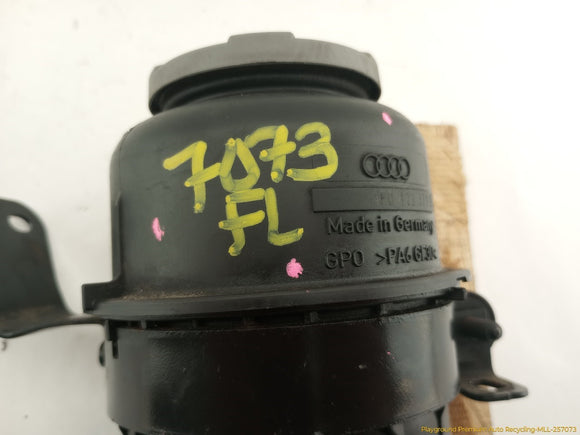 7073
FL
Made in Germany
GPO >PA6
Playground Premium Auto Recycling-MLL-257073